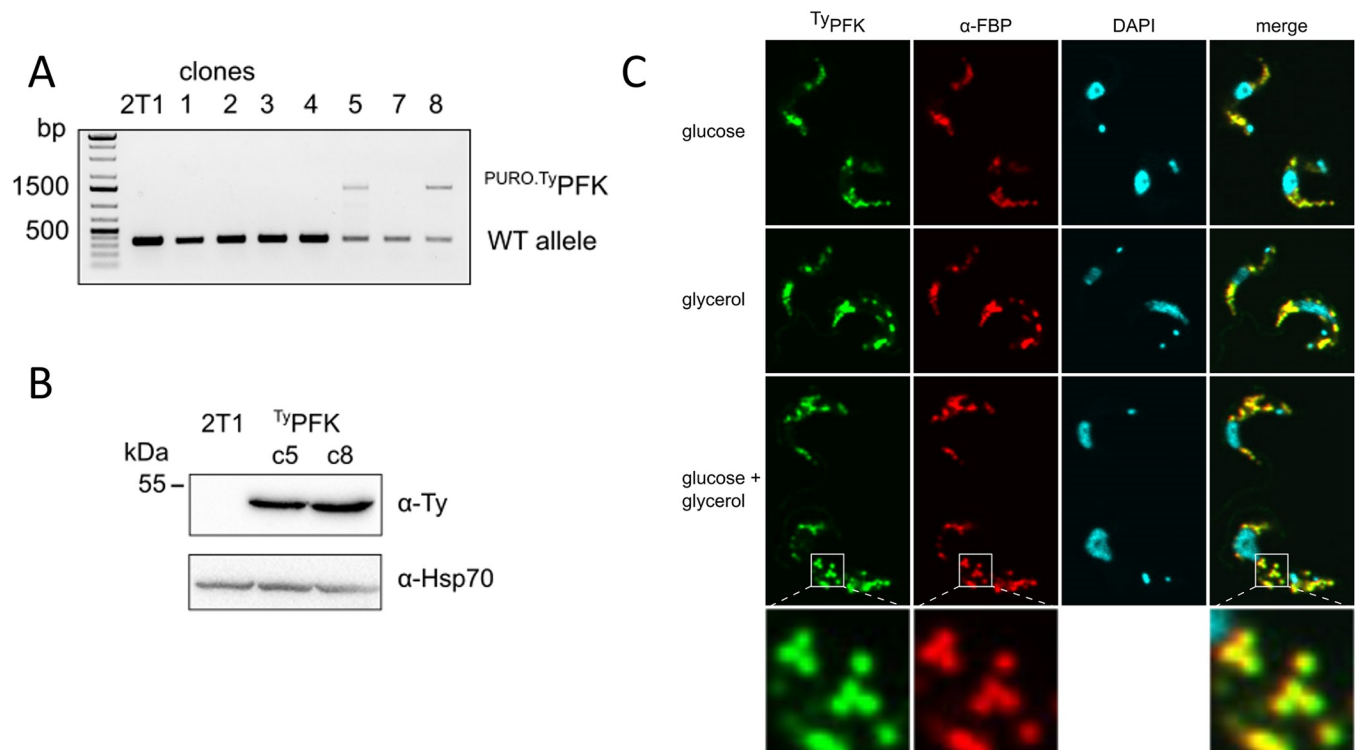 A
clones
2T1 1 2 3 4 5 7 8
bp
1500
500
PURO.TyPFK
WT allele
B
2T1 TyPFK
c5 c8
kDa
55
α-Ty
α-Hsp70
C
TyPFK α-FBP DAPI merge
glucose
glycerol
glucose +
glycerol